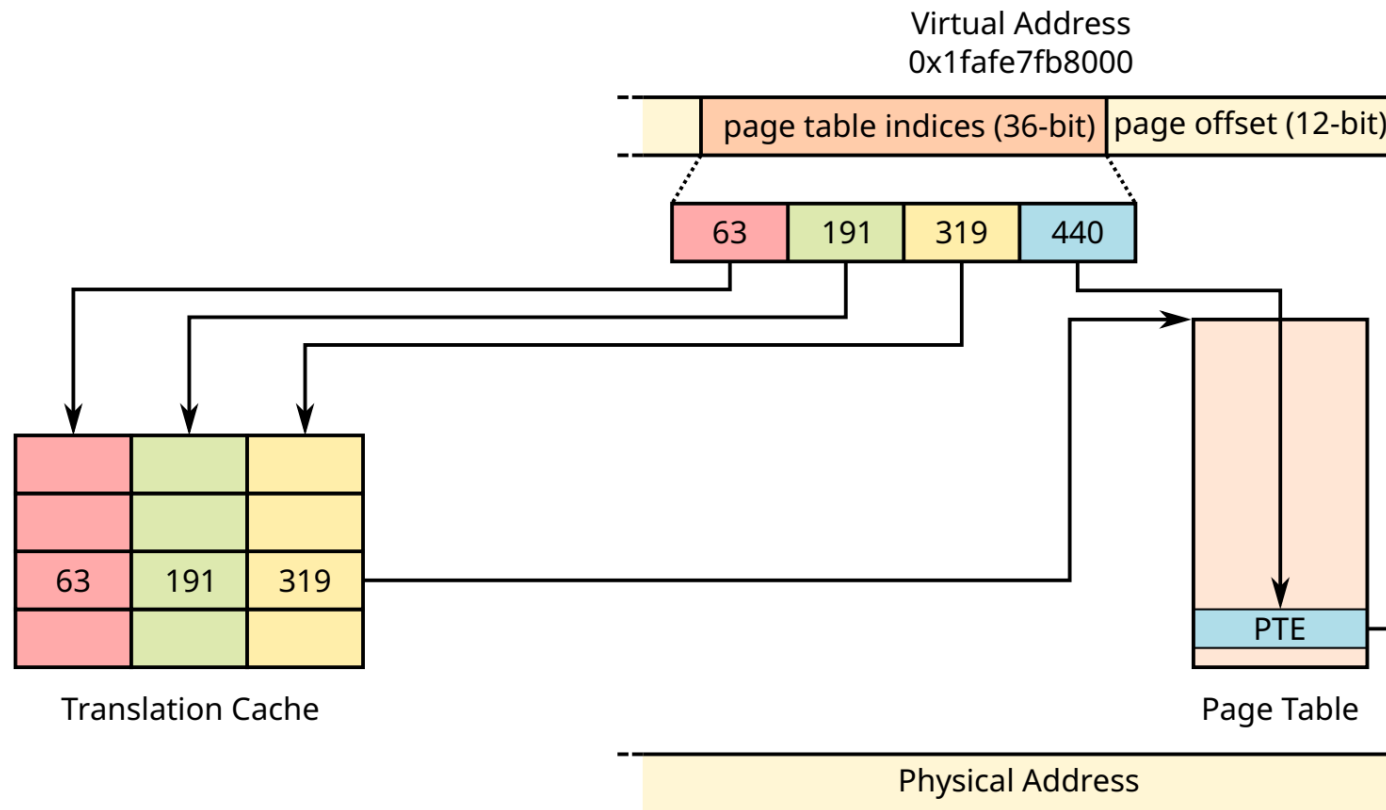 Virtual Address
0x1fafe7fb8000
page table indices (36-bit) page offset (12-bit)
63 191 319 440
63 191 319
PTE
Translation Cache
Page Table
Physical Address